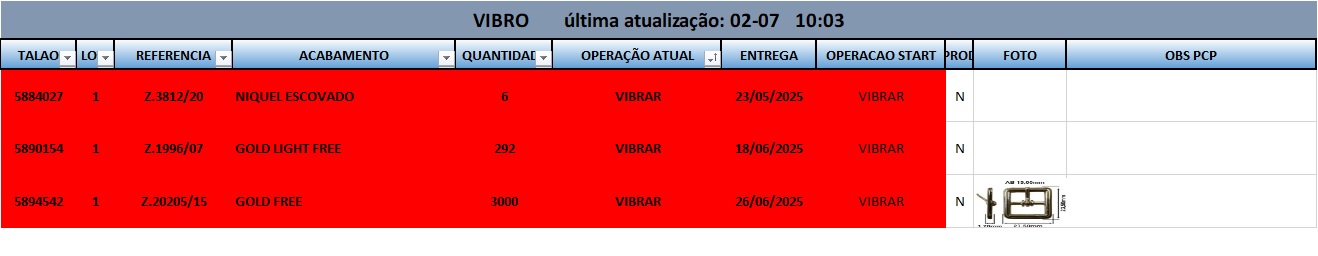 VIBRO última atualização: 02-07 10:03
TALAO LO REFERENCIA ACABAMENTO QUANTIDAD OPERAÇÃO ATUAL ENTREGA OPERACAO START PROD FOTO OBS PCP
5884027 1 Z.3812/20 NIQUEL ESCOVADO 6 VIBRAR 23/05/2025 VIBRAR N
5890154 1 Z.1996/07 GOLD LIGHT FREE 292 VIBRAR 18/06/2025 VIBRAR N
5894542 1 Z.20205/15 GOLD FREE 3000 VIBRAR 26/06/2025 VIBRAR N